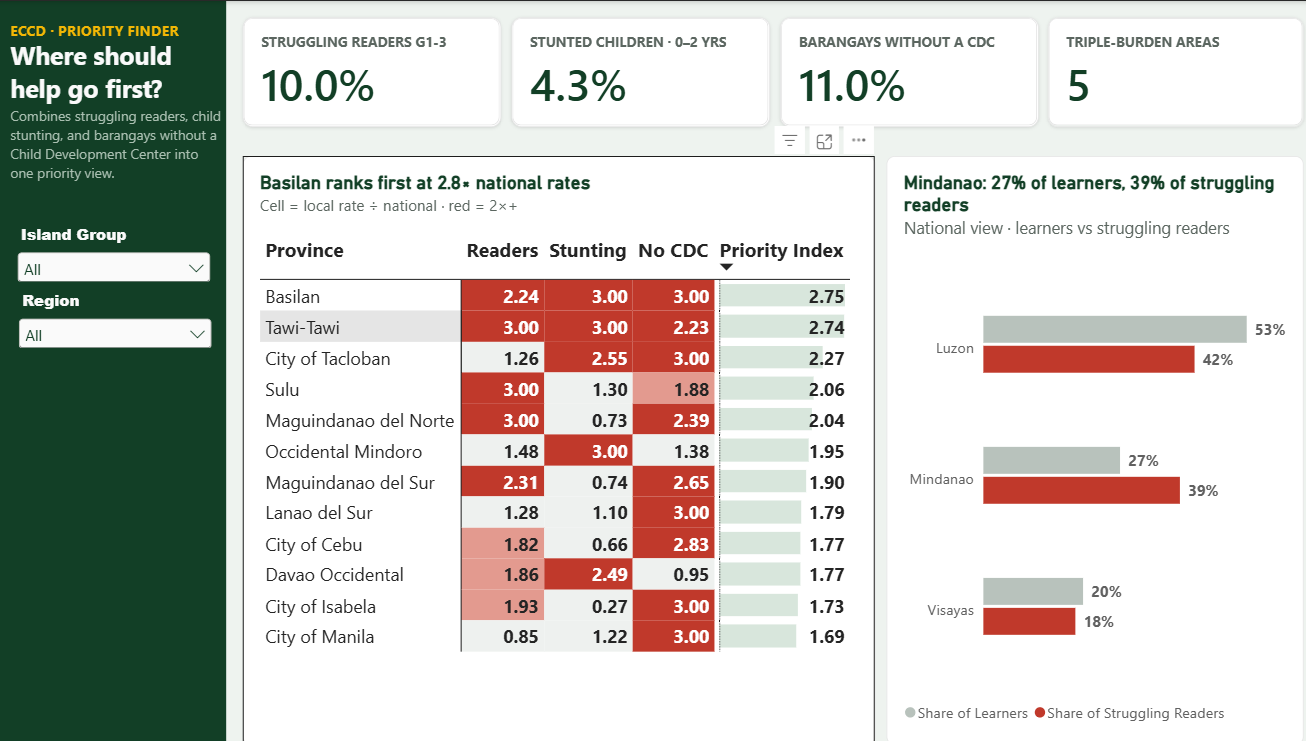 ECCD · PRIORITY FINDER
Where should
help go first?
Combines struggling readers, child
stunting, and barangays without a
Child Development Center into
one priority view.
Island Group
All
Region
All
STRUGGLING READERS G1-3
10.0%
STUNTED CHILDREN · 0–2 YRS
4.3%
BARANGAYS WITHOUT A CDC
11.0%
TRIPLE-BURDEN AREAS
5
Basilan ranks first at 2.8× national rates
Cell = local rate ÷ national · red = 2×+
Province Readers Stunting No CDC Priority Index
Basilan 2.24 3.00 3.00 2.75
Tawi-Tawi 3.00 3.00 2.23 2.74
City of Tacloban 1.26 2.55 3.00 2.27
Sulu 3.00 1.30 1.88 2.06
Maguindanao del Norte 3.00 0.73 2.39 2.04
Occidental Mindoro 1.48 3.00 1.38 1.95
Maguindanao del Sur 2.31 0.74 2.65 1.90
Lanao del Sur 1.28 1.10 3.00 1.79
City of Cebu 1.82 0.66 2.83 1.77
Davao Occidental 1.86 2.49 0.95 1.77
City of Isabela 1.93 0.27 3.00 1.73
City of Manila 0.85 1.22 3.00 1.69
Mindanao: 27% of learners, 39% of struggling
readers
National view · learners vs struggling readers
Luzon
53%
42%
Mindanao
27%
39%
Visayas
20%
18%
Share of Learners Share of Struggling Readers